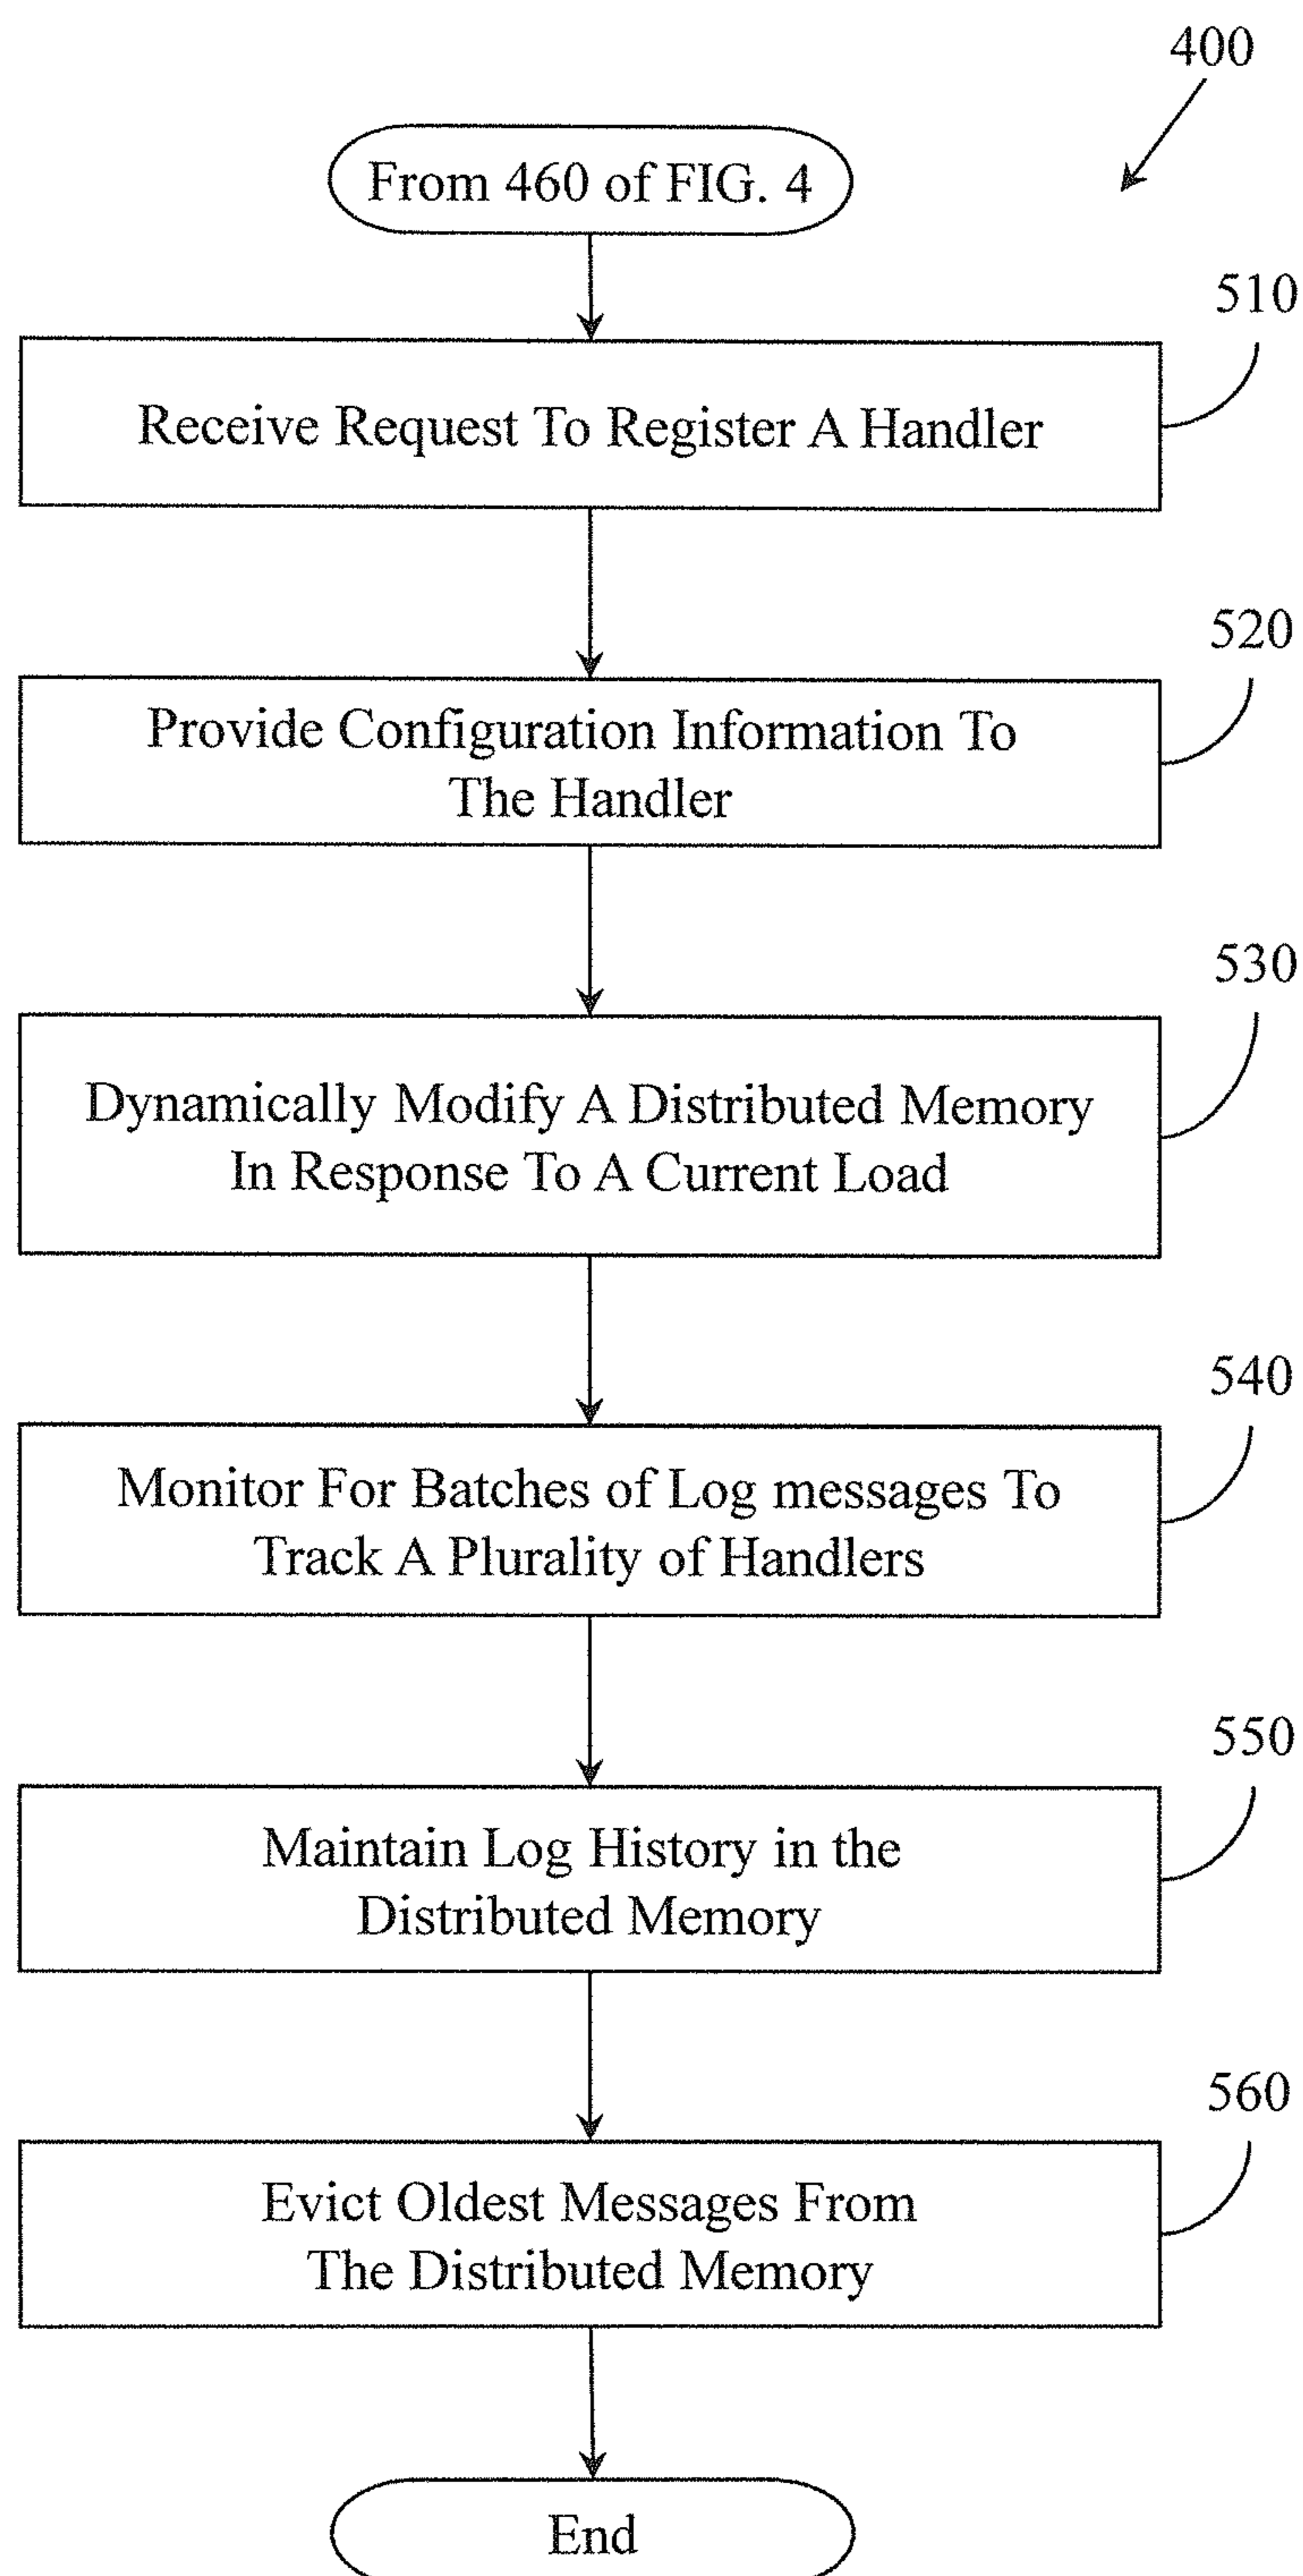 400
From 460 of FIG. 4
510
Receive Request To Register A Handler
520
Provide Configuration Information To
The Handler
530
Dynamically Modify A Distributed Memory
In Response To A Current Load
540
Monitor For Batches of Log messages To
Track A Plurality of Handlers
550
Maintain Log History in the
Distributed Memory
560
Evict Oldest Messages From
The Distributed Memory
End